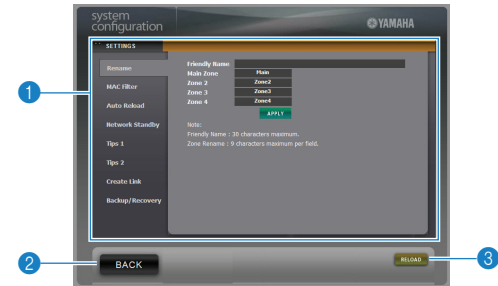 system
configuration
YAMAHA
SETTINGS
Rename
MAC Filter
Auto Reload
Network Standby
Tips 1
Tips 2
Create Link
Backup/Recovery
Friendly Name
Main Zone Main
Zone 2 Zone2
Zone 3 Zone3
Zone 4 Zone4
APPLY
Note:
Friendly Name : 30 characters maximum.
Zone Rename : 9 characters maximum per field.
1
2
BACK
RELOAD
3